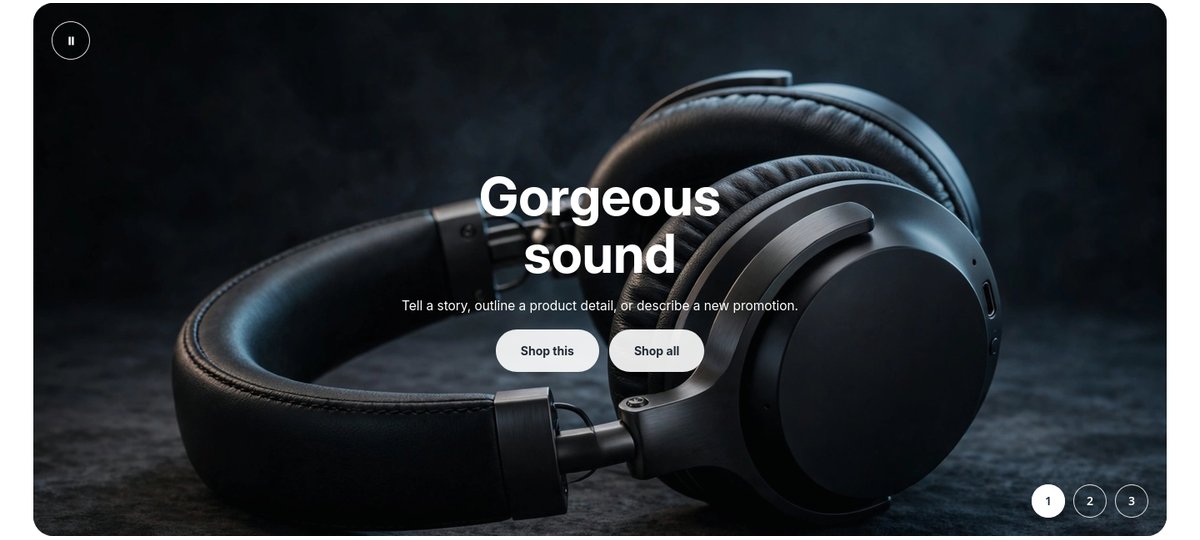 Gorgeous
sound
Tell a story, outline a product detail, or describe a new promotion.
Shop this
Shop all
1
2
3